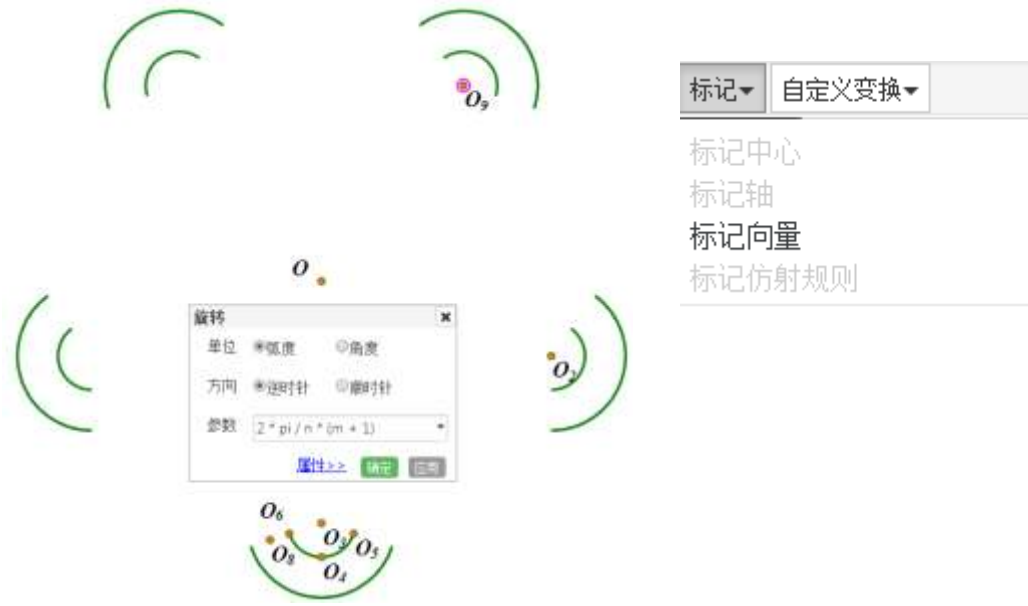 O₉
标记▾ 自定义变换▾
标记中心
标记轴
标记向量
标记仿射规则
O
旋转 ×
单位 弧度 角度
方向 逆时针 顺时针
参数 2 * pi / n * (m + 1)
属性>> 确定 应用
O₂
O₆
O₃
O₈
O₅
O₄